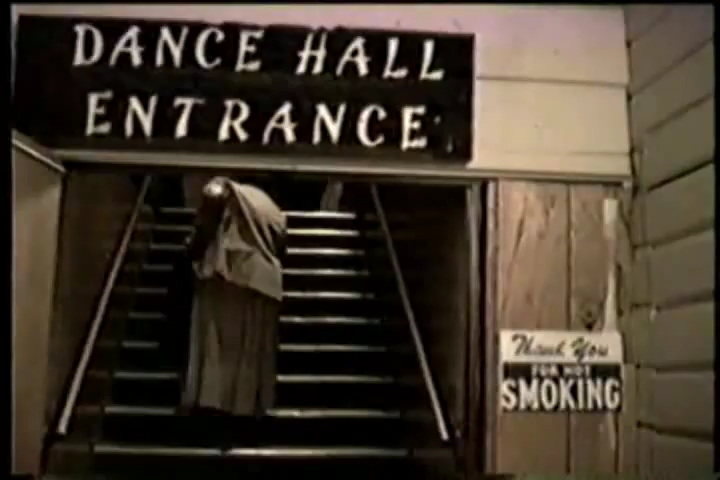 DANCE HALL
ENTRANCE
Thank You
FOR NOT
SMOKING